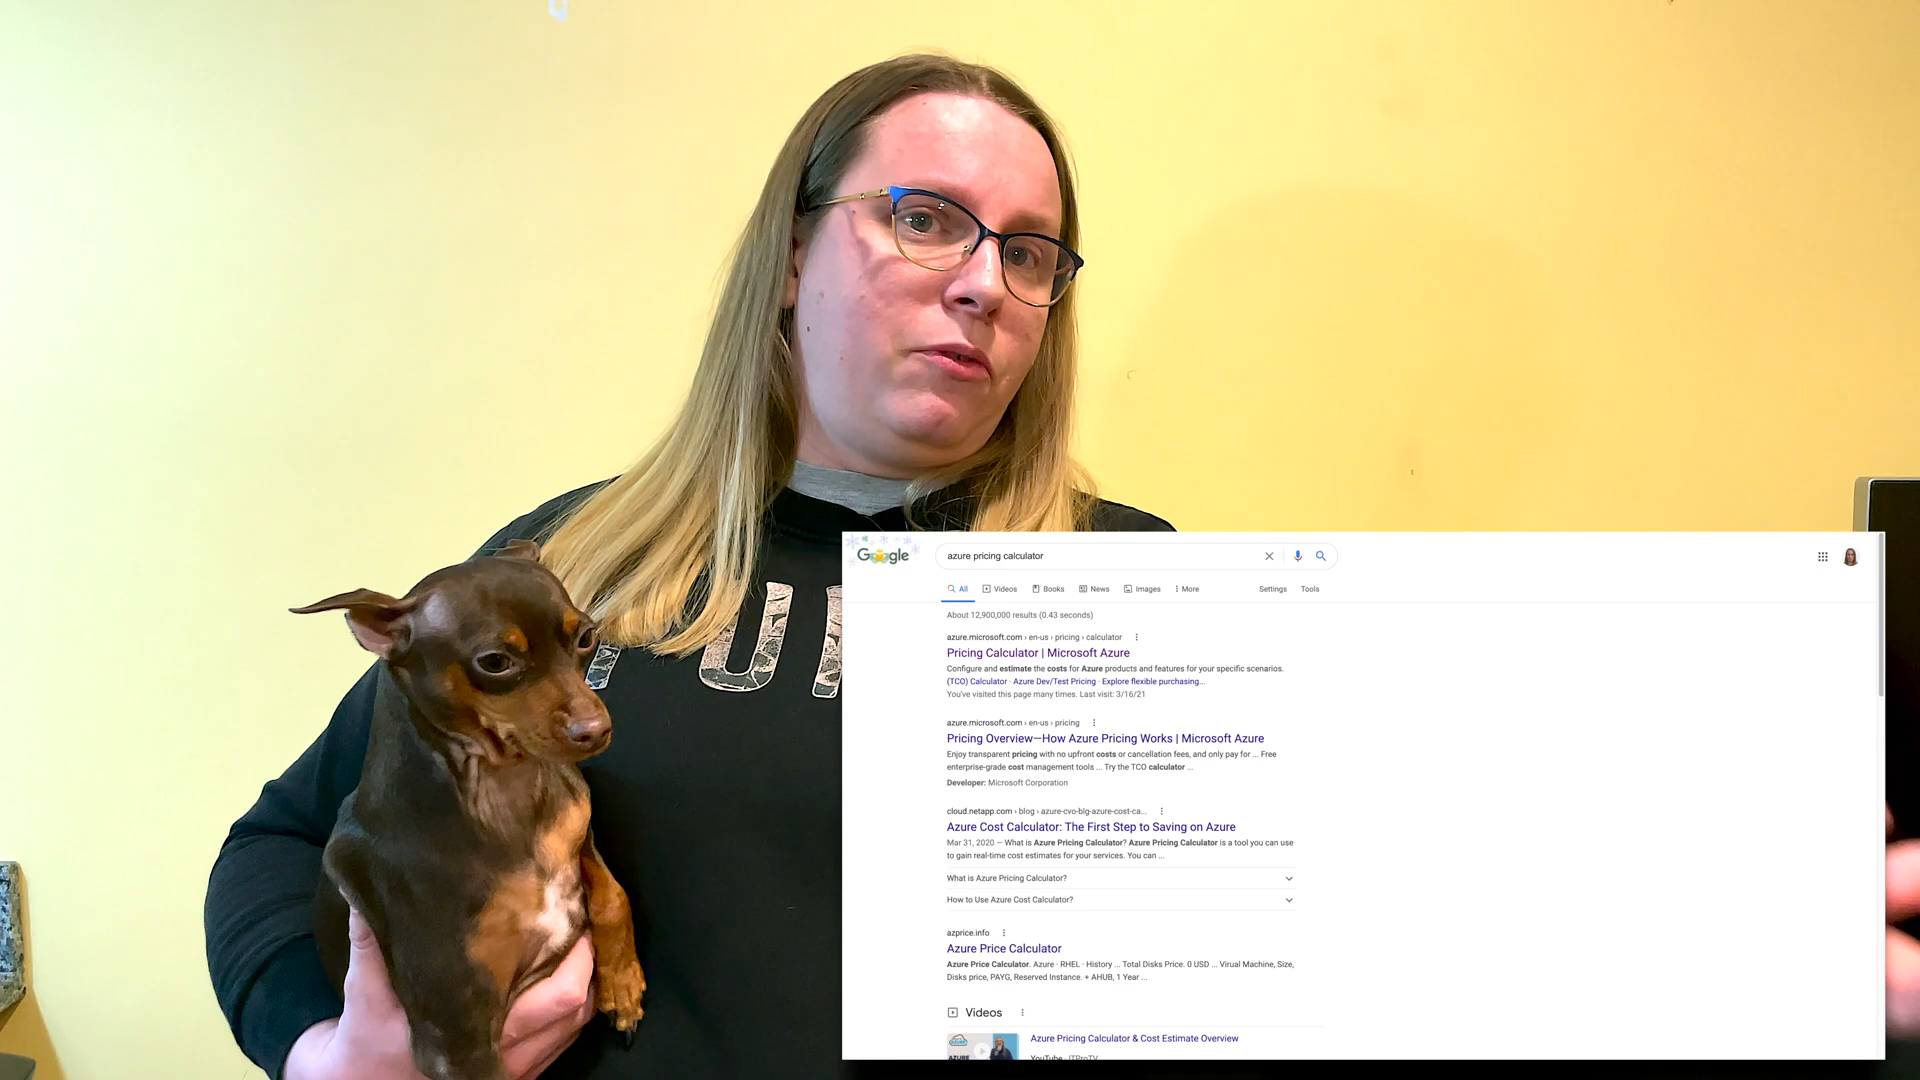 UR
Google
azure pricing calculator
All Videos Books News Images More Settings Tools
About 12,900,000 results (0.43 seconds)
azure.microsoft.com › en-us › pricing › calculator
Pricing Calculator | Microsoft Azure
Configure and estimate the costs for Azure products and features for your specific scenarios.
(TCO) Calculator · Azure Dev/Test Pricing · Explore flexible purchasing...
You've visited this page many times. Last visit: 3/16/21
azure.microsoft.com › en-us › pricing
Pricing Overview—How Azure Pricing Works | Microsoft Azure
Enjoy transparent pricing with no upfront costs or cancellation fees, and only pay for ... Free
enterprise-grade cost management tools ... Try the TCO calculator ...
Developer: Microsoft Corporation
cloud.netapp.com › blog › azure-cvo-blg-azure-cost-ca...
Azure Cost Calculator: The First Step to Saving on Azure
Mar 31, 2020 — What is Azure Pricing Calculator? Azure Pricing Calculator is a tool you can use
to gain real-time cost estimates for your services. You can ...
What is Azure Pricing Calculator?
How to Use Azure Cost Calculator?
azprice.info
Azure Price Calculator
Azure Price Calculator. Azure · RHEL · History ... Total Disks Price. 0 USD ... Virual Machine, Size,
Disks price, PAYG, Reserved Instance. + AHUB, 1 Year ...
Videos
Azure Pricing Calculator & Cost Estimate Overview
AZURE
YouTube · ITProTV